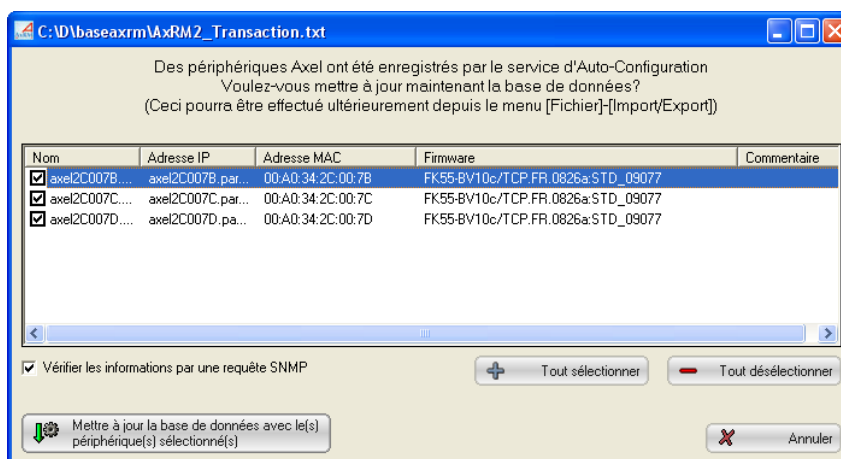 C:\D\baseaxrm\AxRM2_Transaction.txt
Des périphériques Axel ont été enregistrés par le service d'Auto-Configuration
Voulez-vous mettre à jour maintenant la base de données?
(Ceci pourra être effectué ultérieurement depuis le menu [Fichier]-[Import/Export])
Nom Adresse IP Adresse MAC Firmware Commentaire
axel2C007B.... axel2C007B.par... 00:A0:34:2C:00:7B FK55-BV10c/TCP.FR.0826a:STD_09077
axel2C007C.... axel2C007C.par... 00:A0:34:2C:00:7C FK55-BV10c/TCP.FR.0826a:STD_09077
axel2C007D.... axel2C007D.pa... 00:A0:34:2C:00:7D FK55-BV10c/TCP.FR.0826a:STD_09077
Vérifier les informations par une requête SNMP
Tout sélectionner
Tout désélectionner
Mettre à jour la base de données avec le(s)
périphérique(s) sélectionné(s)
Annuler